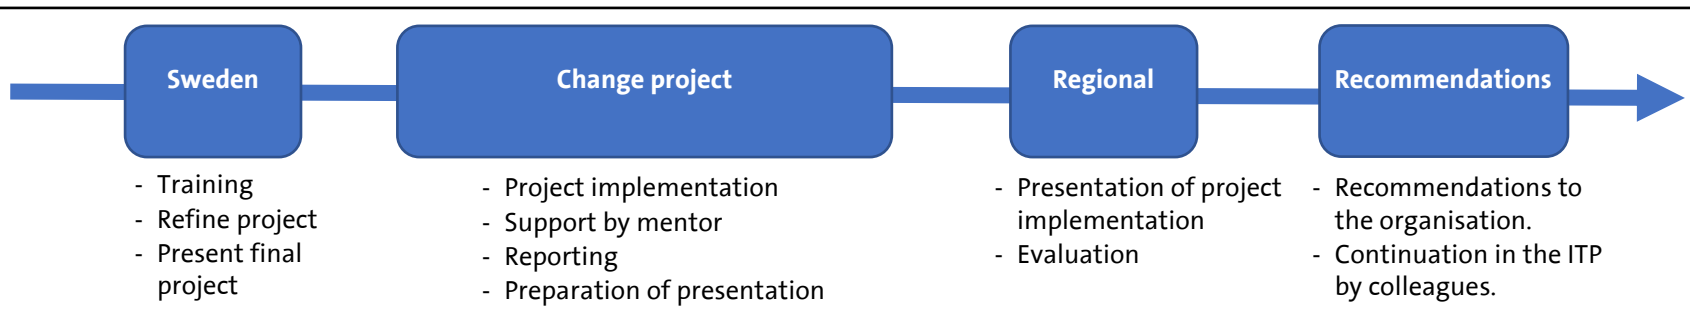 Sweden
Change project
Regional
Recommendations
- Training
- Refine project
- Present final
project
- Project implementation
- Support by mentor
- Reporting
- Preparation of presentation
- Presentation of project
implementation
- Evaluation
- Recommendations to
the organisation.
- Continuation in the ITP
by colleagues.